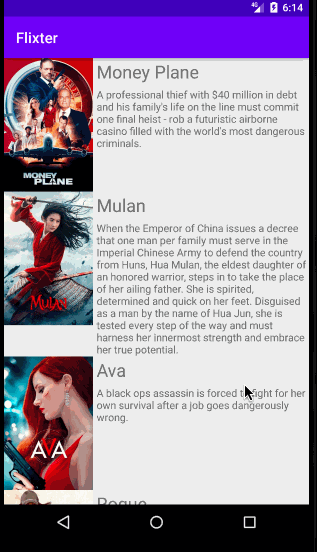 4G 6:14
Flixter
Money Plane
A professional thief with $40 million in debt
and his family's life on the line must commit
one final heist - rob a futuristic airborne
casino filled with the world's most dangerous
criminals.
MONEY
PLANE
Mulan
When the Emperor of China issues a decree
that one man per family must serve in the
Imperial Chinese Army to defend the country
from Huns, Hua Mulan, the eldest daughter of
an honored warrior, steps in to take the place
of her ailing father. She is spirited,
determined and quick on her feet. Disguised
as a man by the name of Hua Jun, she is
tested every step of the way and must
harness her innermost strength and embrace
her true potential.
MULAN
Ava
A black ops assassin is forced to fight for her
own survival after a job goes dangerously
wrong.
AVA
Rogue